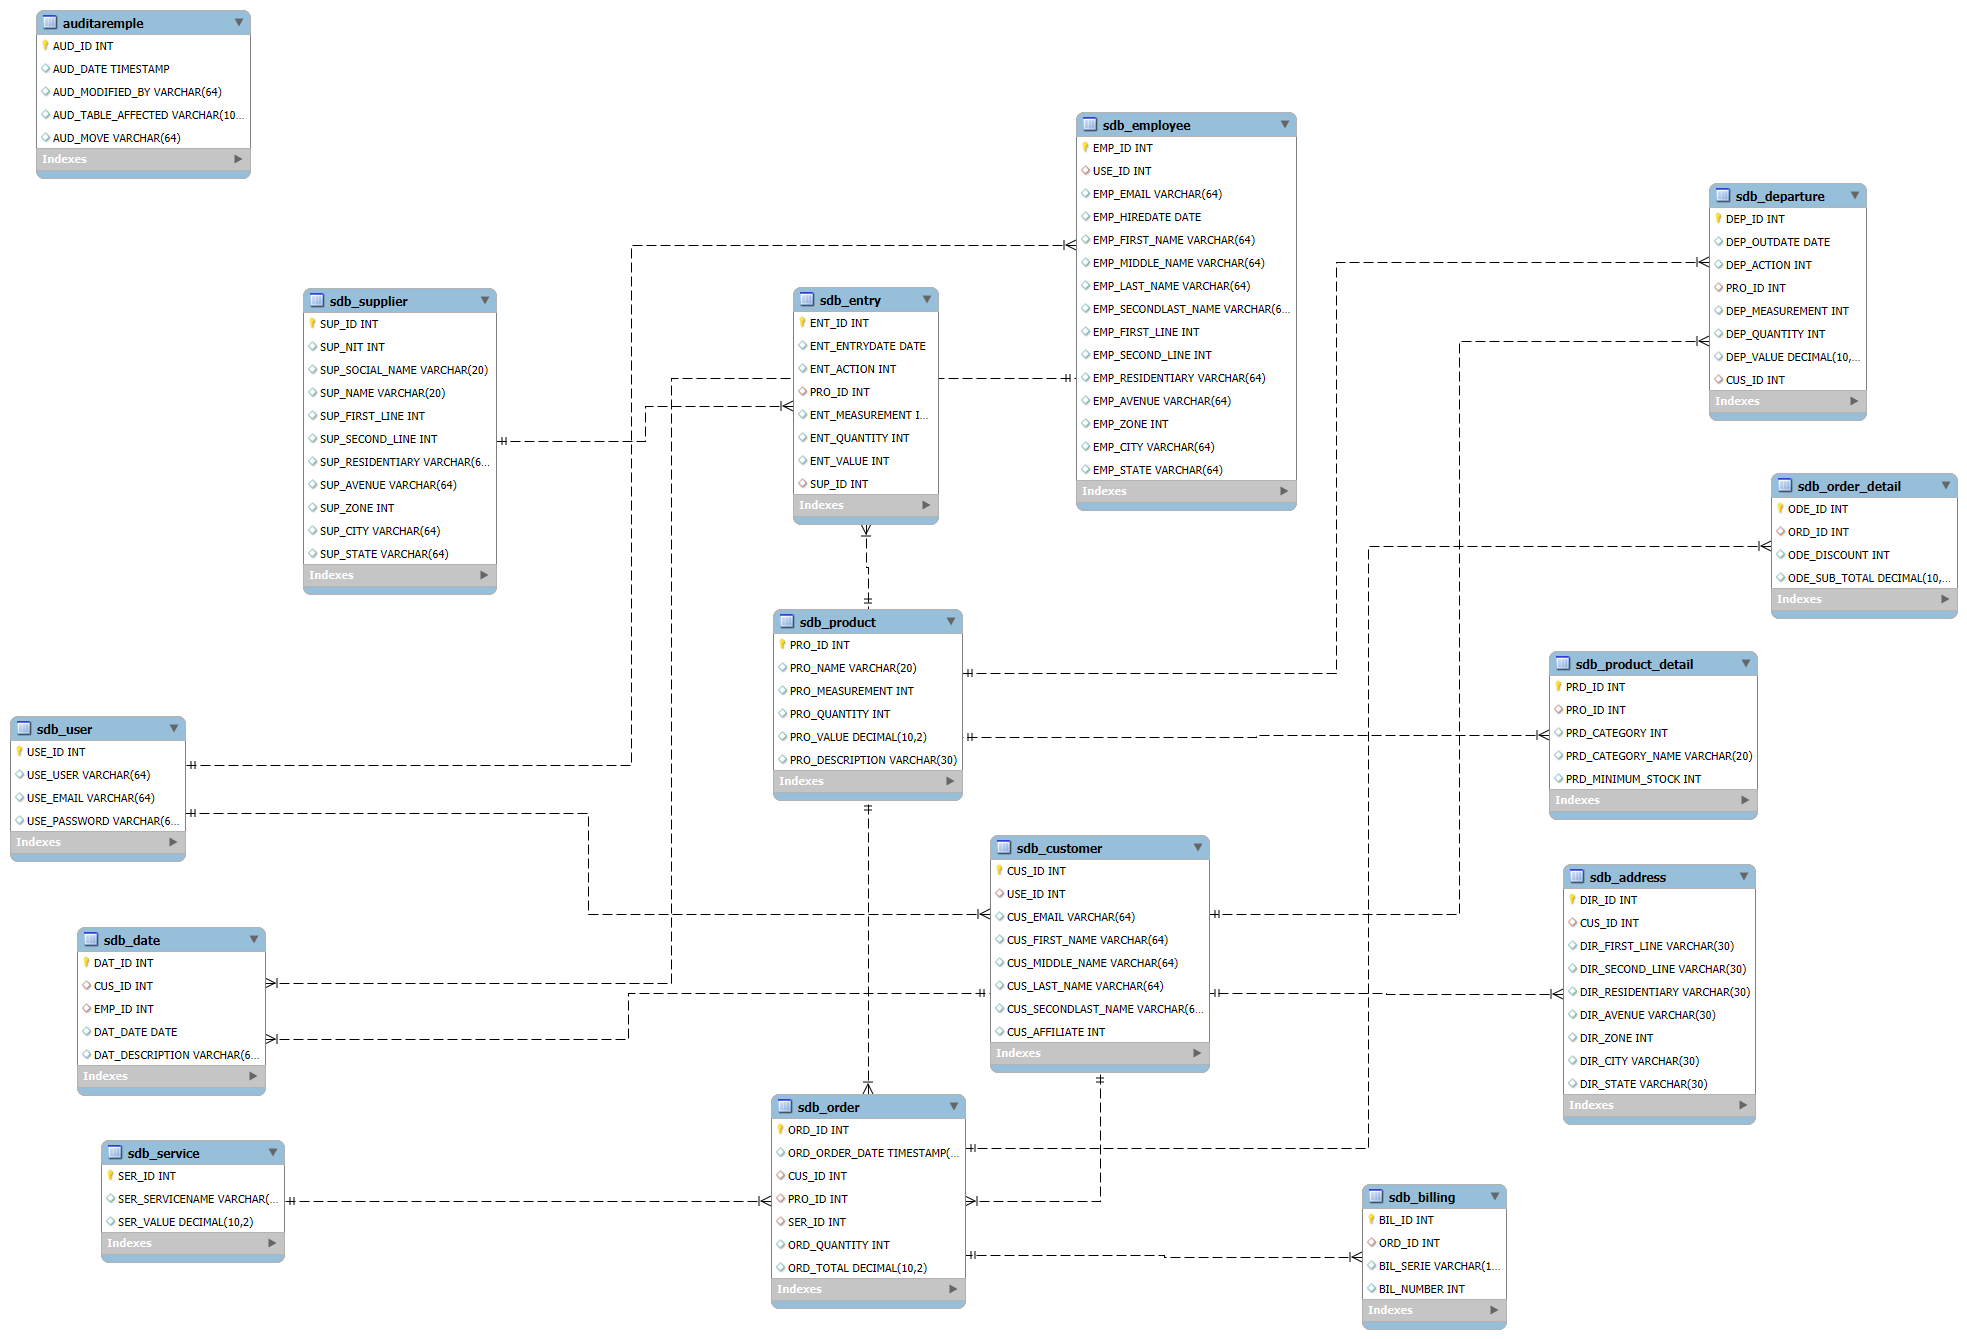 auditaremple
AUD_ID INT
AUD_DATE TIMESTAMP
AUD_MODIFIED_BY VARCHAR(64)
AUD_TABLE_AFFECTED VARCHAR(10...
AUD_MOVE VARCHAR(64)
Indexes
sdb_employee
EMP_ID INT
USE_ID INT
EMP_EMAIL VARCHAR(64)
EMP_HIREDATE DATE
EMP_FIRST_NAME VARCHAR(64)
EMP_MIDDLE_NAME VARCHAR(64)
EMP_LAST_NAME VARCHAR(64)
EMP_SECONDLAST_NAME VARCHAR(6...
EMP_FIRST_LINE INT
EMP_SECOND_LINE INT
EMP_RESIDENTIARY VARCHAR(64)
EMP_AVENUE VARCHAR(64)
EMP_ZONE INT
EMP_CITY VARCHAR(64)
EMP_STATE VARCHAR(64)
Indexes
sdb_departure
DEP_ID INT
DEP_OUTDATE DATE
DEP_ACTION INT
PRO_ID INT
DEP_MEASUREMENT INT
DEP_QUANTITY INT
DEP_VALUE DECIMAL(10,...
CUS_ID INT
Indexes
sdb_supplier
SUP_ID INT
SUP_NIT INT
SUP_SOCIAL_NAME VARCHAR(20)
SUP_NAME VARCHAR(20)
SUP_FIRST_LINE INT
SUP_SECOND_LINE INT
SUP_RESIDENTIARY VARCHAR(6...
SUP_AVENUE VARCHAR(64)
SUP_ZONE INT
SUP_CITY VARCHAR(64)
SUP_STATE VARCHAR(64)
Indexes
sdb_entry
ENT_ID INT
ENT_ENTRYDATE DATE
ENT_ACTION INT
PRO_ID INT
ENT_MEASUREMENT I...
ENT_QUANTITY INT
ENT_VALUE INT
SUP_ID INT
Indexes
sdb_order_detail
ODE_ID INT
ORD_ID INT
ODE_DISCOUNT INT
ODE_SUB_TOTAL DECIMAL(10,...
Indexes
sdb_product
PRO_ID INT
PRO_NAME VARCHAR(20)
PRO_MEASUREMENT INT
PRO_QUANTITY INT
PRO_VALUE DECIMAL(10,2)
PRO_DESCRIPTION VARCHAR(30)
Indexes
sdb_product_detail
PRD_ID INT
PRO_ID INT
PRD_CATEGORY INT
PRD_CATEGORY_NAME VARCHAR(20)
PRD_MINIMUM_STOCK INT
Indexes
sdb_user
USE_ID INT
USE_USER VARCHAR(64)
USE_EMAIL VARCHAR(64)
USE_PASSWORD VARCHAR(6...
Indexes
sdb_customer
CUS_ID INT
USE_ID INT
CUS_EMAIL VARCHAR(64)
CUS_FIRST_NAME VARCHAR(64)
CUS_MIDDLE_NAME VARCHAR(64)
CUS_LAST_NAME VARCHAR(64)
CUS_SECONDLAST_NAME VARCHAR(6...
CUS_AFFILIATE INT
Indexes
sdb_address
DIR_ID INT
CUS_ID INT
DIR_FIRST_LINE VARCHAR(30)
DIR_SECOND_LINE VARCHAR(30)
DIR_RESIDENTIARY VARCHAR(30)
DIR_AVENUE VARCHAR(30)
DIR_ZONE INT
DIR_CITY VARCHAR(30)
DIR_STATE VARCHAR(30)
Indexes
sdb_date
DAT_ID INT
CUS_ID INT
EMP_ID INT
DAT_DATE DATE
DAT_DESCRIPTION VARCHAR(6...
Indexes
sdb_order
ORD_ID INT
ORD_ORDER_DATE TIMESTAMP(...
CUS_ID INT
PRO_ID INT
SER_ID INT
ORD_QUANTITY INT
ORD_TOTAL DECIMAL(10,2)
Indexes
sdb_service
SER_ID INT
SER_SERVICENAME VARCHAR(...
SER_VALUE DECIMAL(10,2)
Indexes
sdb_billing
BIL_ID INT
ORD_ID INT
BIL_SERIE VARCHAR(1...
BIL_NUMBER INT
Indexes